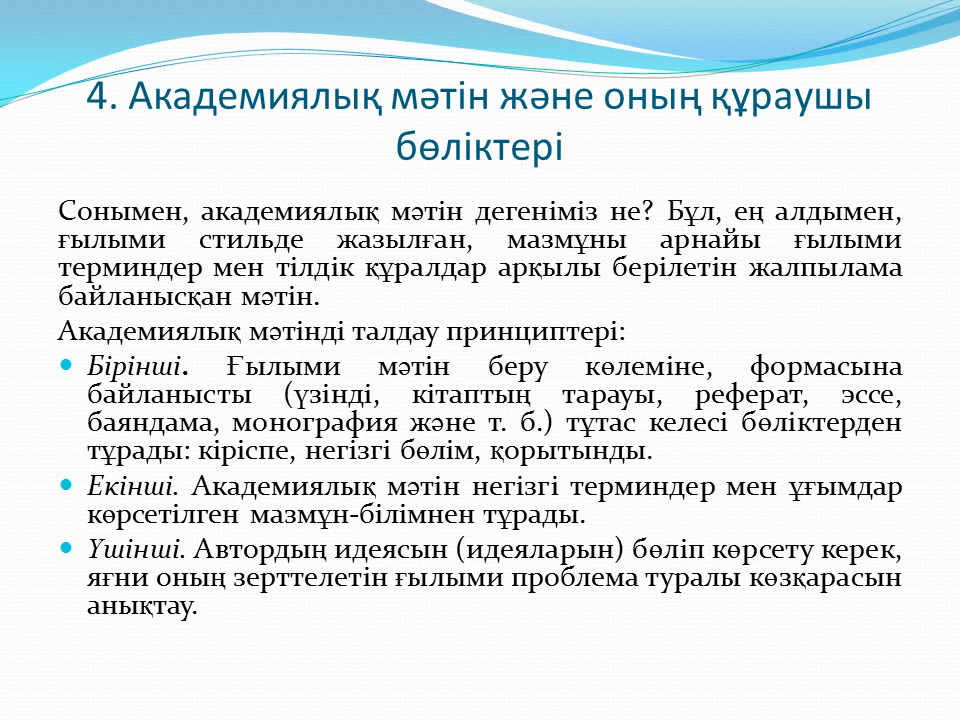 4. Академиялық мәтін және оның құраушы
бөліктері
Сонымен, академиялық мәтін дегеніміз не? Бұл, ең алдымен,
ғылыми стильде жазылған, мазмұны арнайы ғылыми
терминдер мен тілдік құралдар арқылы берілетін жалпылама
байланысқан мәтін.
Академиялық мәтінді талдау принциптері:
Бірінші. Ғылыми мәтін беру көлеміне, формасына
байланысты (үзінді, кітаптың тарауы, реферат, эссе,
баяндама, монография және т. б.) тұтас келесі бөліктерден
тұрады: кіріспе, негізгі бөлім, қорытынды.
Екінші. Академиялық мәтін негізгі терминдер мен ұғымдар
көрсетілген мазмұн-білімнен тұрады.
Үшінші. Автордың идеясын (идеяларын) бөліп көрсету керек,
яғни оның зерттелетін ғылыми проблема туралы көзқарасын
анықтау.